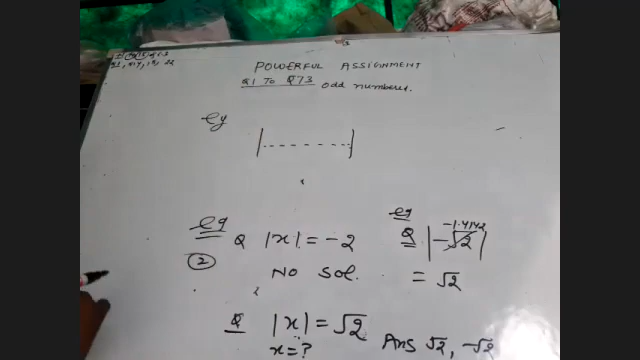 POWERFUL ASSIGNMENT
Q1 TO Q73 odd numbers.
eg
eg
Q |x| = -2
② No Sol.
eg
-1.4142
Q |-√2|
= √2
Q |x| = √2
x = ?
Ans √2, -√2